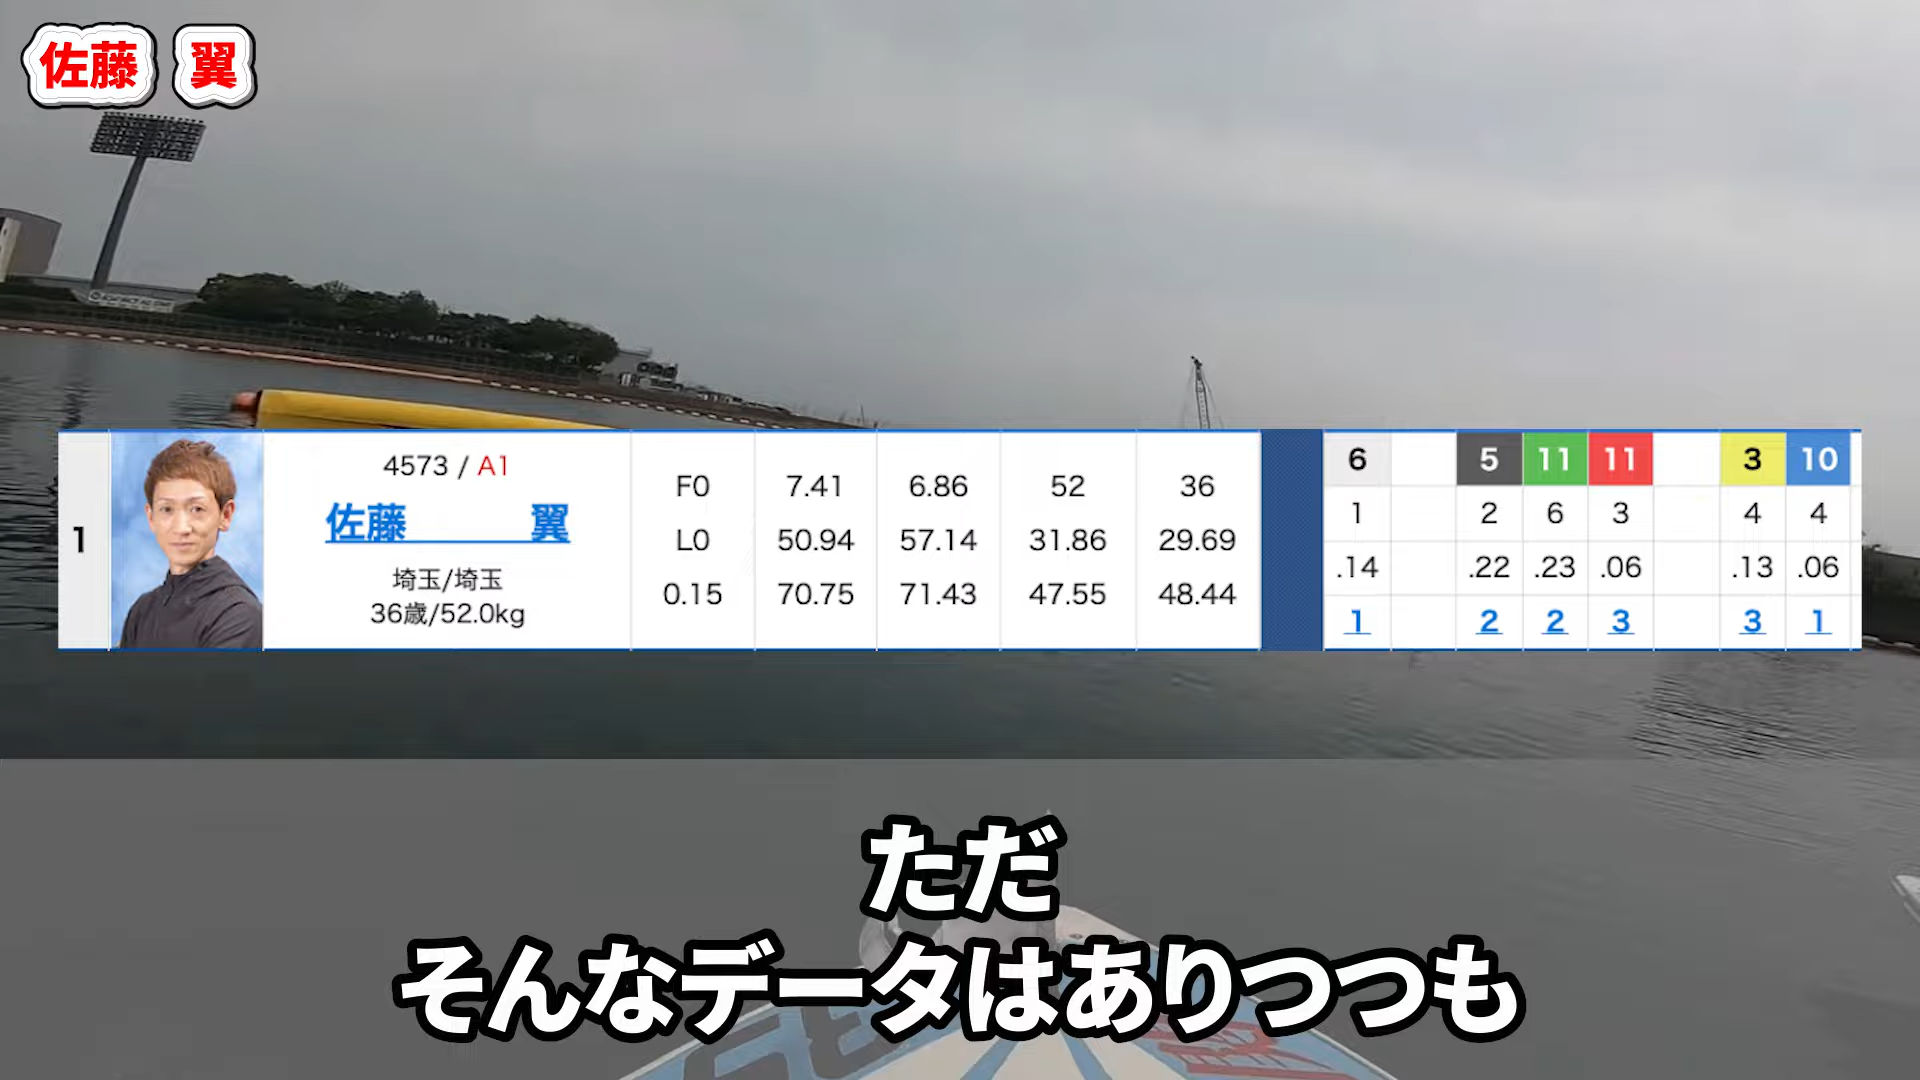 佐藤 翼
1
4573 / A1
佐藤 翼
埼玉/埼玉
36歳/52.0kg
F0 7.41 6.86 52 36
L0 50.94 57.14 31.86 29.69
0.15 70.75 71.43 47.55 48.44
6 5 11 11 3 10
1 2 6 3 4 4
.14 .22 .23 .06 .13 .06
1 2 2 3 3 1
ただ
そんなデータはありつつも